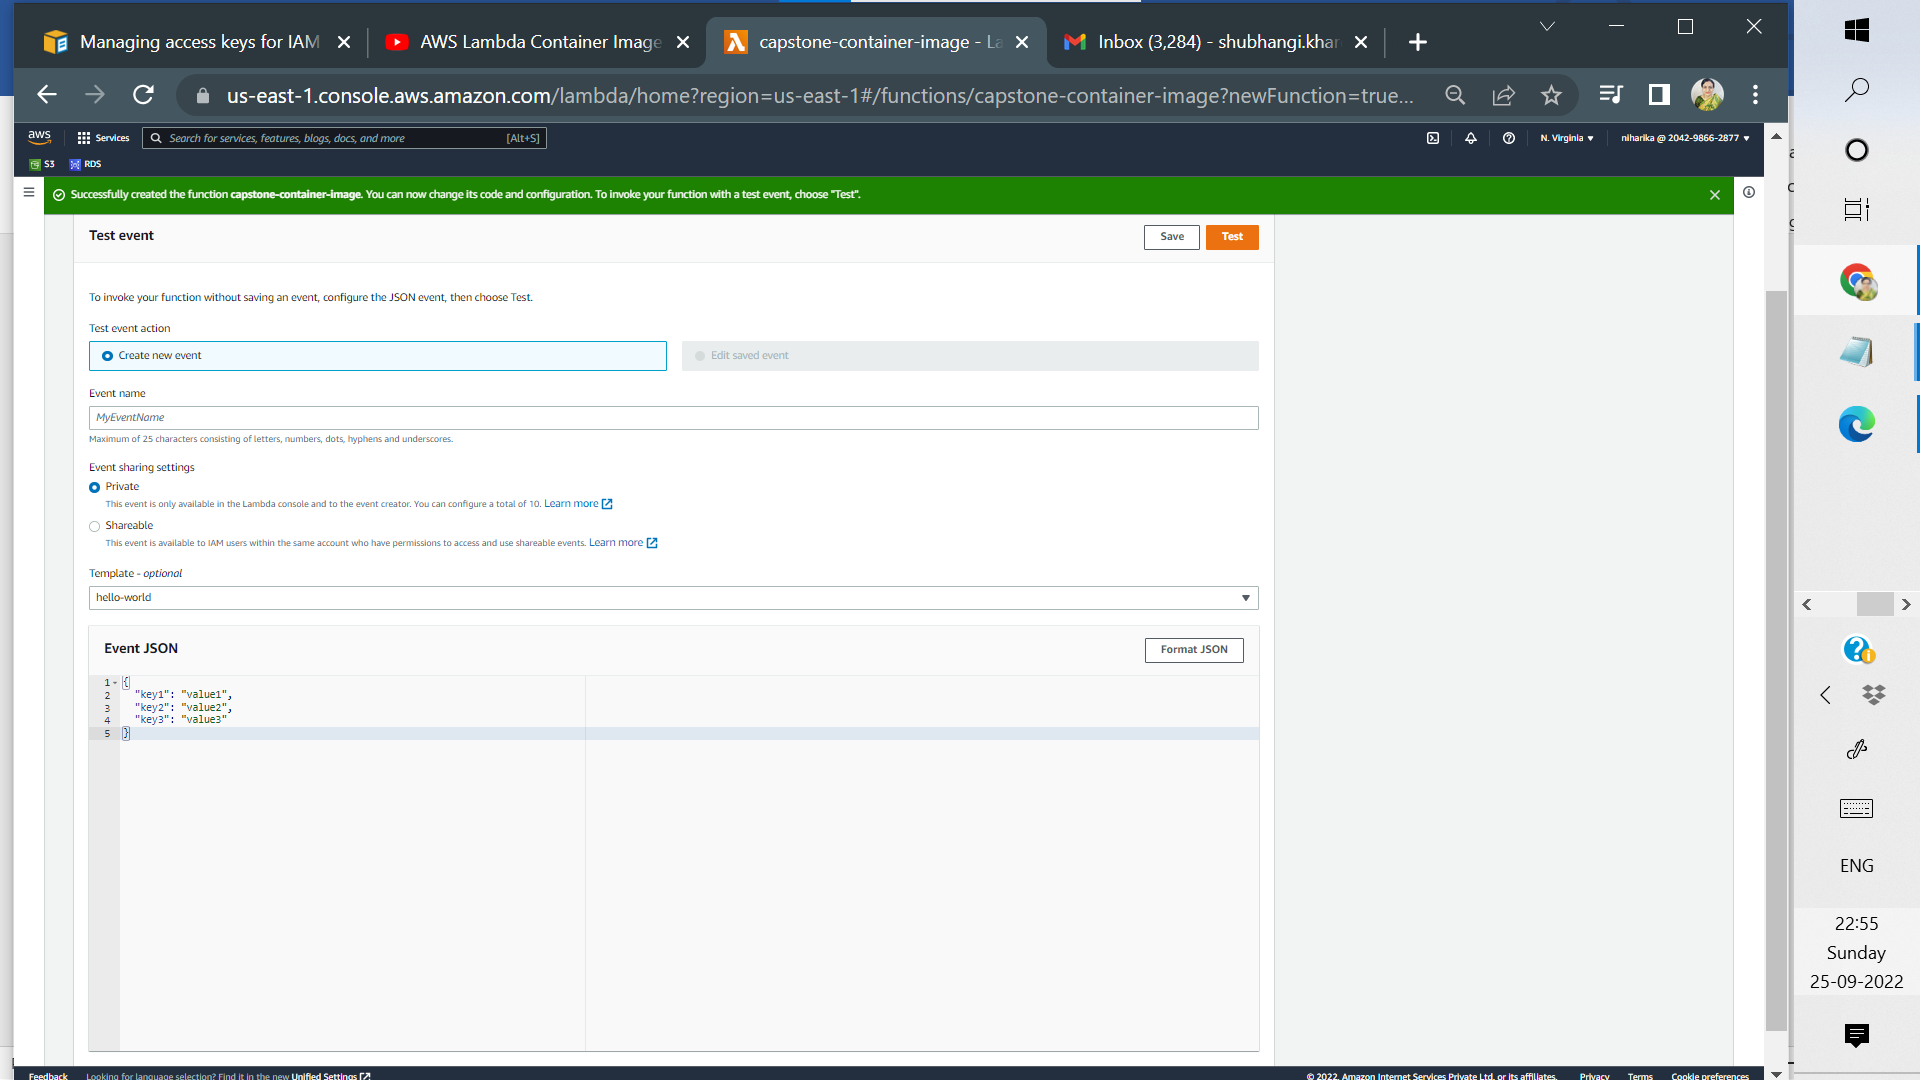 Managing access keys for IAM
AWS Lambda Container Image
capstone-container-image - La
Inbox (3,284) - shubhangi.khar
us-east-1.console.aws.amazon.com/lambda/home?region=us-east-1#/functions/capstone-container-image?newFunction=true...
aws
Services
Search for services, features, blogs, docs, and more
[Alt+S]
N. Virginia
niharika @ 2042-9866-2877
S3
RDS
Successfully created the function capstone-container-image. You can now change its code and configuration. To invoke your function with a test event, choose "Test".
Test event
Save
Test
To invoke your function without saving an event, configure the JSON event, then choose Test.
Test event action
Create new event
Edit saved event
Event name
MyEventName
Maximum of 25 characters consisting of letters, numbers, dots, hyphens and underscores.
Event sharing settings
Private
This event is only available in the Lambda console and to the event creator. You can configure a total of 10. Learn more
Shareable
This event is available to IAM users within the same account who have permissions to access and use shareable events. Learn more
Template - optional
hello-world
Event JSON
Format JSON
1 {
2 "key1": "value1",
3 "key2": "value2",
4 "key3": "value3"
5 }
Feedback
Looking for language selection? Find it in the new Unified Settings
© 2022, Amazon Internet Services Private Ltd. or its affiliates.
Privacy
Terms
Cookie preferences
ENG
22:55
Sunday
25-09-2022